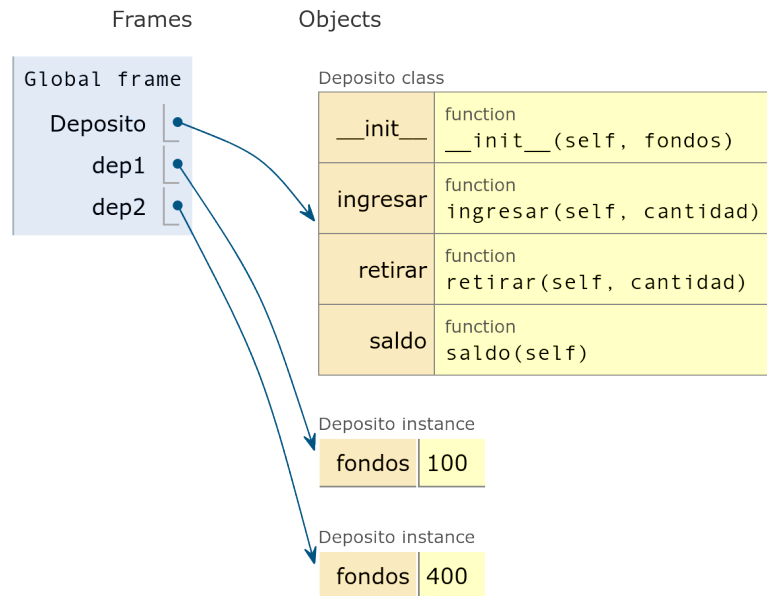 Frames Objects
Global frame
Deposito
dep1
dep2
Deposito class
__init__ function
__init__(self, fondos)
ingresar function
ingresar(self, cantidad)
retirar function
retirar(self, cantidad)
saldo function
saldo(self)
Deposito instance
fondos 100
Deposito instance
fondos 400